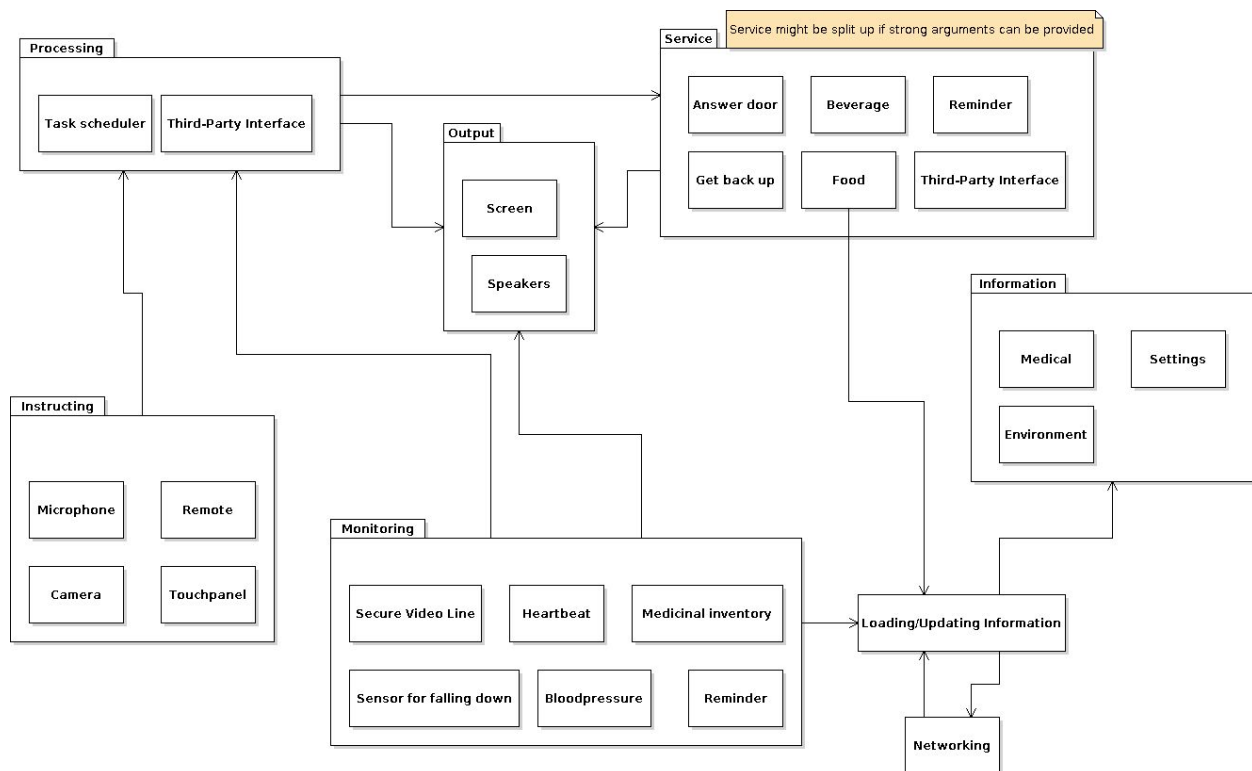 Service might be split up if strong arguments can be provided
Processing
Task scheduler
Third-Party Interface
Service
Answer door
Beverage
Reminder
Get back up
Food
Third-Party Interface
Output
Screen
Speakers
Information
Medical
Settings
Environment
Instructing
Microphone
Remote
Camera
Touchpanel
Monitoring
Secure Video Line
Heartbeat
Medicinal inventory
Sensor for falling down
Bloodpressure
Reminder
Loading/Updating Information
Networking